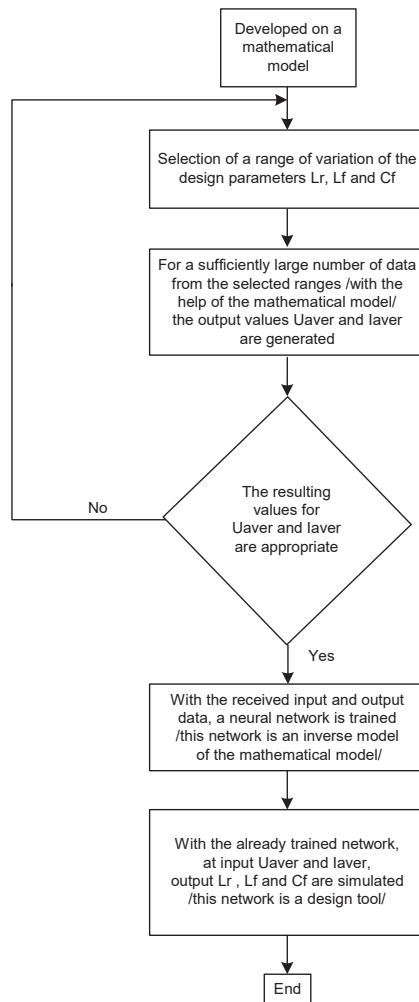 Developed on a
mathematical
model
Selection of a range of variation of the
design parameters Lr, Lf and Cf
For a sufficiently large number of data
from the selected ranges /with the
help of the mathematical model/
the output values Uaver and Iaver
are generated
The resulting
values for
Uaver and Iaver
are appropriate
No
Yes
With the received input and output
data, a neural network is trained
/this network is an inverse model
of the mathematical model/
With the already trained network,
at input Uaver and Iaver,
output Lr , Lf and Cf are simulated
/this network is a design tool/
End